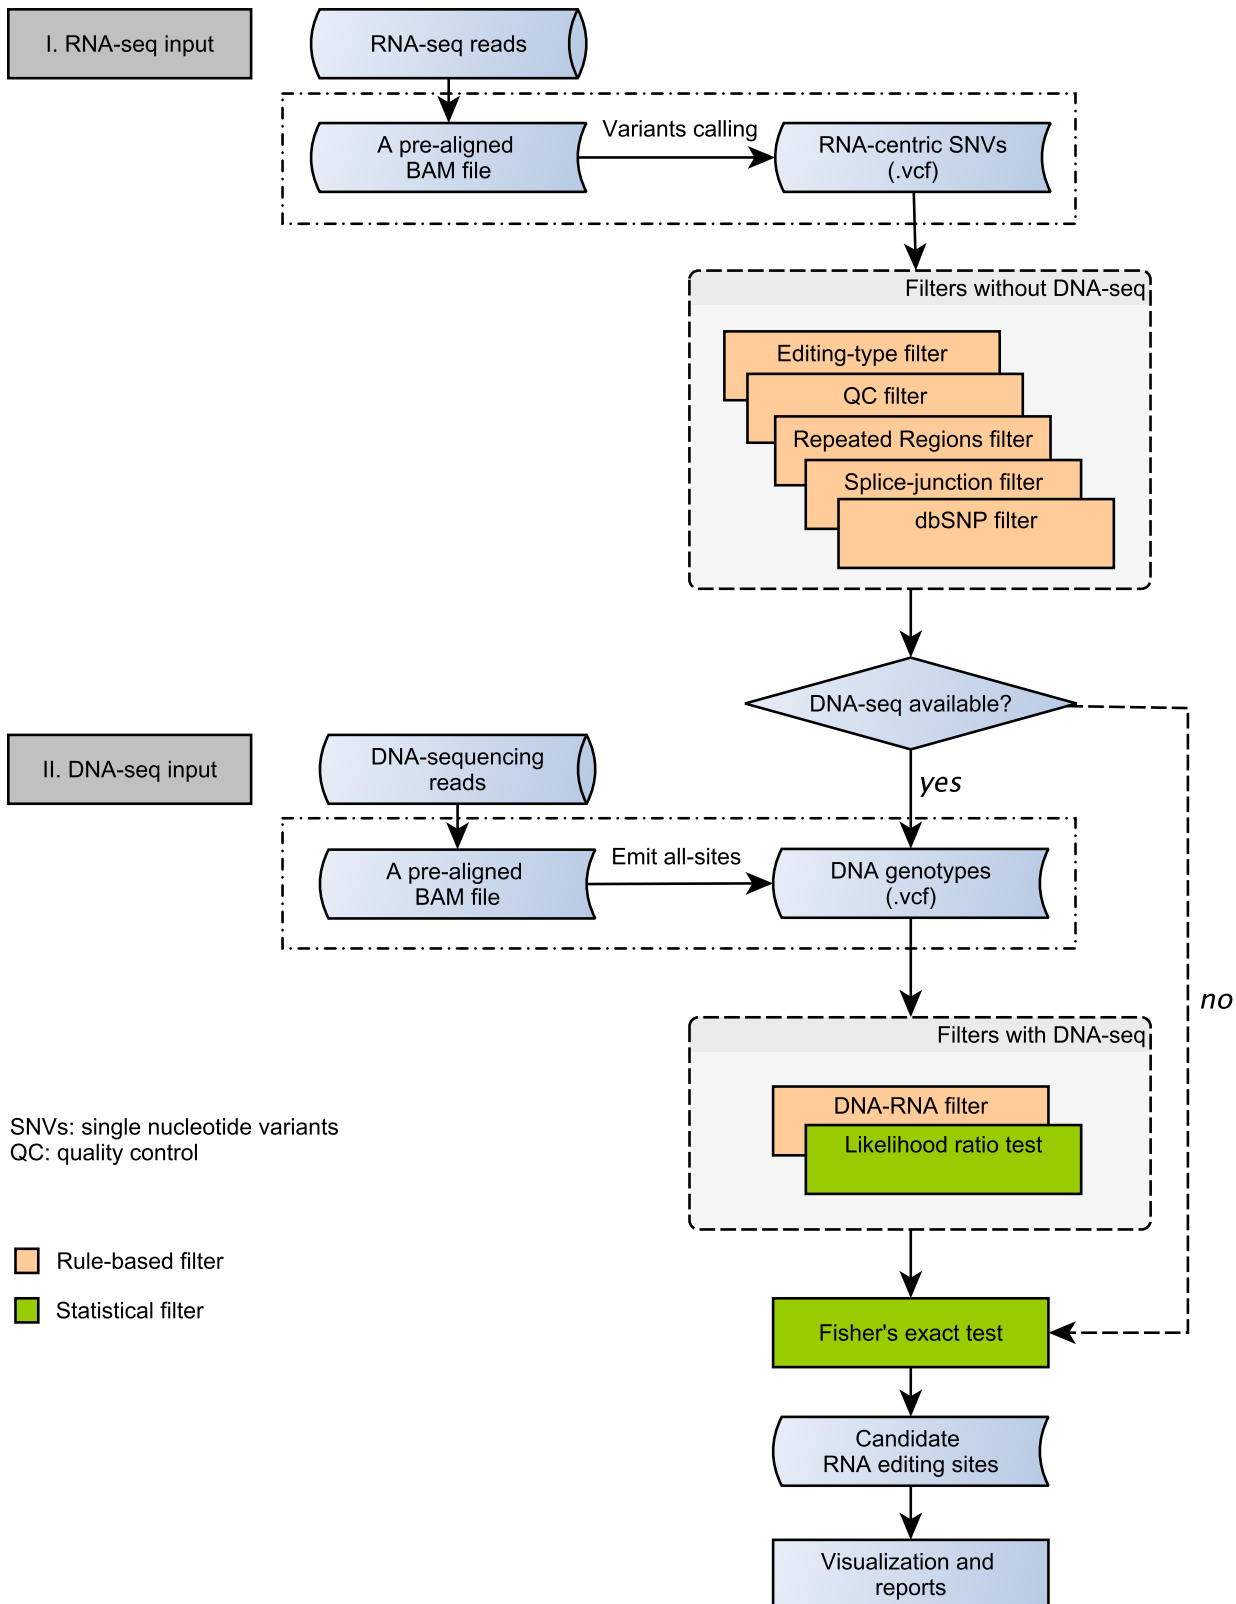 I. RNA-seq input
RNA-seq reads
A pre-aligned
BAM file
Variants calling
RNA-centric SNVs
(.vcf)
Filters without DNA-seq
Editing-type filter
QC filter
Repeated Regions filter
Splice-junction filter
dbSNP filter
DNA-seq available?
yes
no
II. DNA-seq input
DNA-sequencing
reads
A pre-aligned
BAM file
Emit all-sites
DNA genotypes
(.vcf)
Filters with DNA-seq
DNA-RNA filter
Likelihood ratio test
SNVs: single nucleotide variants
QC: quality control
Rule-based filter
Statistical filter
Fisher's exact test
Candidate
RNA editing sites
Visualization and
reports